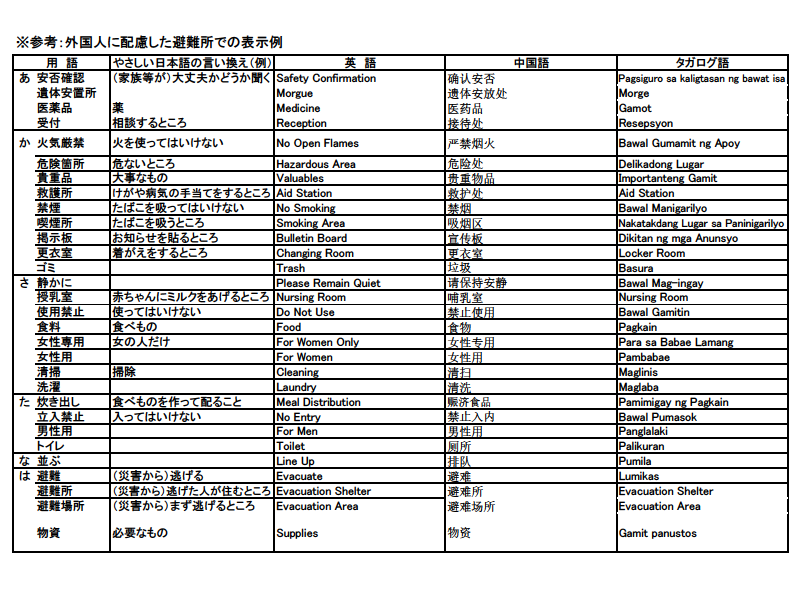 ※参考:外国人に配慮した避難所での表示例
用 語 やさしい日本語の言い換え(例) 英 語 中国語 タガログ語
あ 安否確認 (家族等が)大丈夫かどうか聞く Safety Confirmation 确认安否 Pagsiguro sa kaligtasan ng bawat isa
遺体安置所 Morgue 遗体安放处 Morge
医薬品 薬 Medicine 医药品 Gamot
受付 相談するところ Reception 接待处 Resepsyon
か 火気厳禁 火を使ってはいけない No Open Flames 严禁烟火 Bawal Gumamit ng Apoy
危険箇所 危ないところ Hazardous Area 危险处 Delikadong Lugar
貴重品 大事なもの Valuables 贵重物品 Importanteng Gamit
救護所 けがや病気の手当てをするところ Aid Station 救护处 Aid Station
禁煙 たばこを吸ってはいけない No Smoking 禁烟 Bawal Manigarilyo
喫煙所 たばこを吸うところ Smoking Area 吸烟区 Nakatakdang Lugar sa Paninigarilyo
掲示板 お知らせを貼るところ Bulletin Board 宣传板 Dikitan ng mga Anunsyo
更衣室 着がえをするところ Changing Room 更衣室 Locker Room
ゴミ Trash 垃圾 Basura
さ 静かに Please Remain Quiet 请保持安静 Bawal Mag-ingay
授乳室 赤ちゃんにミルクをあげるところ Nursing Room 哺乳室 Nursing Room
使用禁止 使ってはいけない Do Not Use 禁止使用 Bawal Gamitin
食料 食べもの Food 食物 Pagkain
女性専用 女の人だけ For Women Only 女性专用 Para sa Babae Lamang
女性用 For Women 女性用 Pambabae
清掃 掃除 Cleaning 清扫 Maglinis
洗濯 Laundry 清洗 Maglaba
た 炊き出し 食べものを作って配ること Meal Distribution 赈济食品 Pamimigay ng Pagkain
立入禁止 入ってはいけない No Entry 禁止入内 Bawal Pumasok
男性用 For Men 男性用 Panglalaki
トイレ Toilet 厕所 Palikuran
な 並ぶ Line Up 排队 Pumila
は 避難 (災害から)逃げる Evacuate 避难 Lumikas
避難所 (災害から)逃げた人が住むところ Evacuation Shelter 避难所 Evacuation Shelter
避難場所 (災害から)まず逃げるところ Evacuation Area 避难场所 Evacuation Area
物資 必要なもの Supplies 物资 Gamit panustos